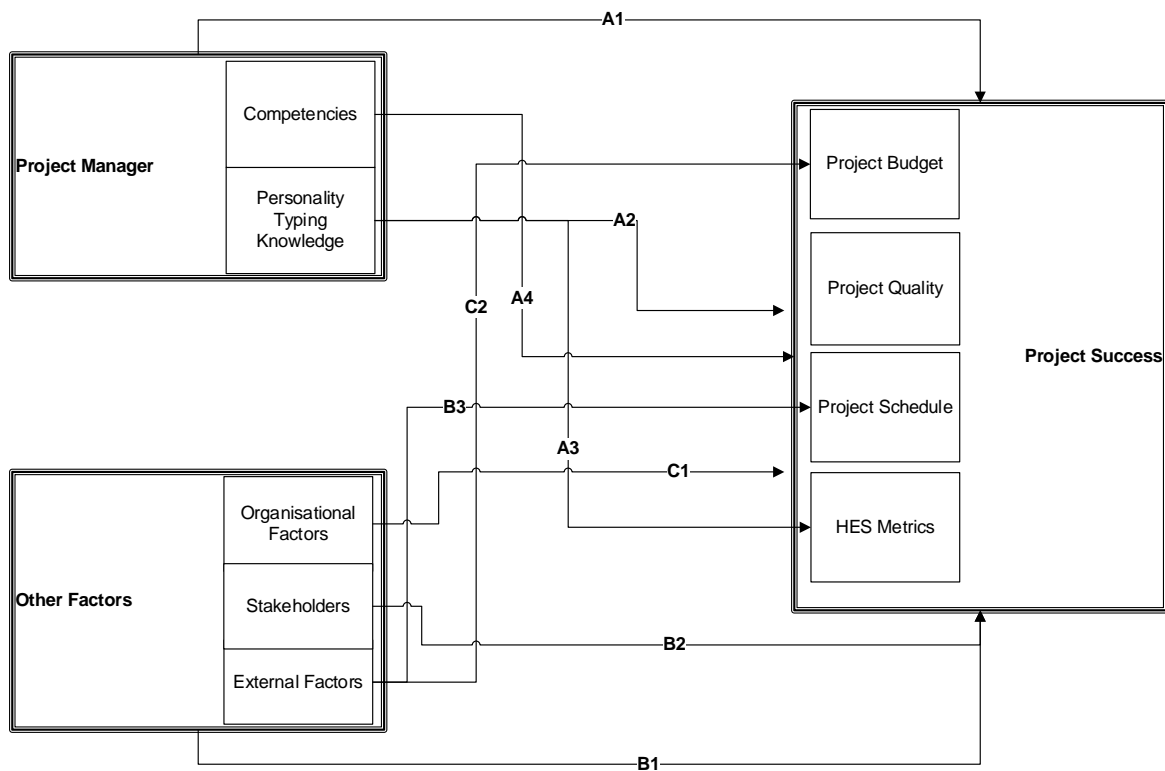 A1
Competencies
Project Manager
Project Budget
Personality
Typing
Knowledge
A2
Project Quality
A4
C2
Project Success
B3
Project Schedule
A3
C1
Organisational
Factors
HES Metrics
Other Factors
Stakeholders
B2
External Factors
B1